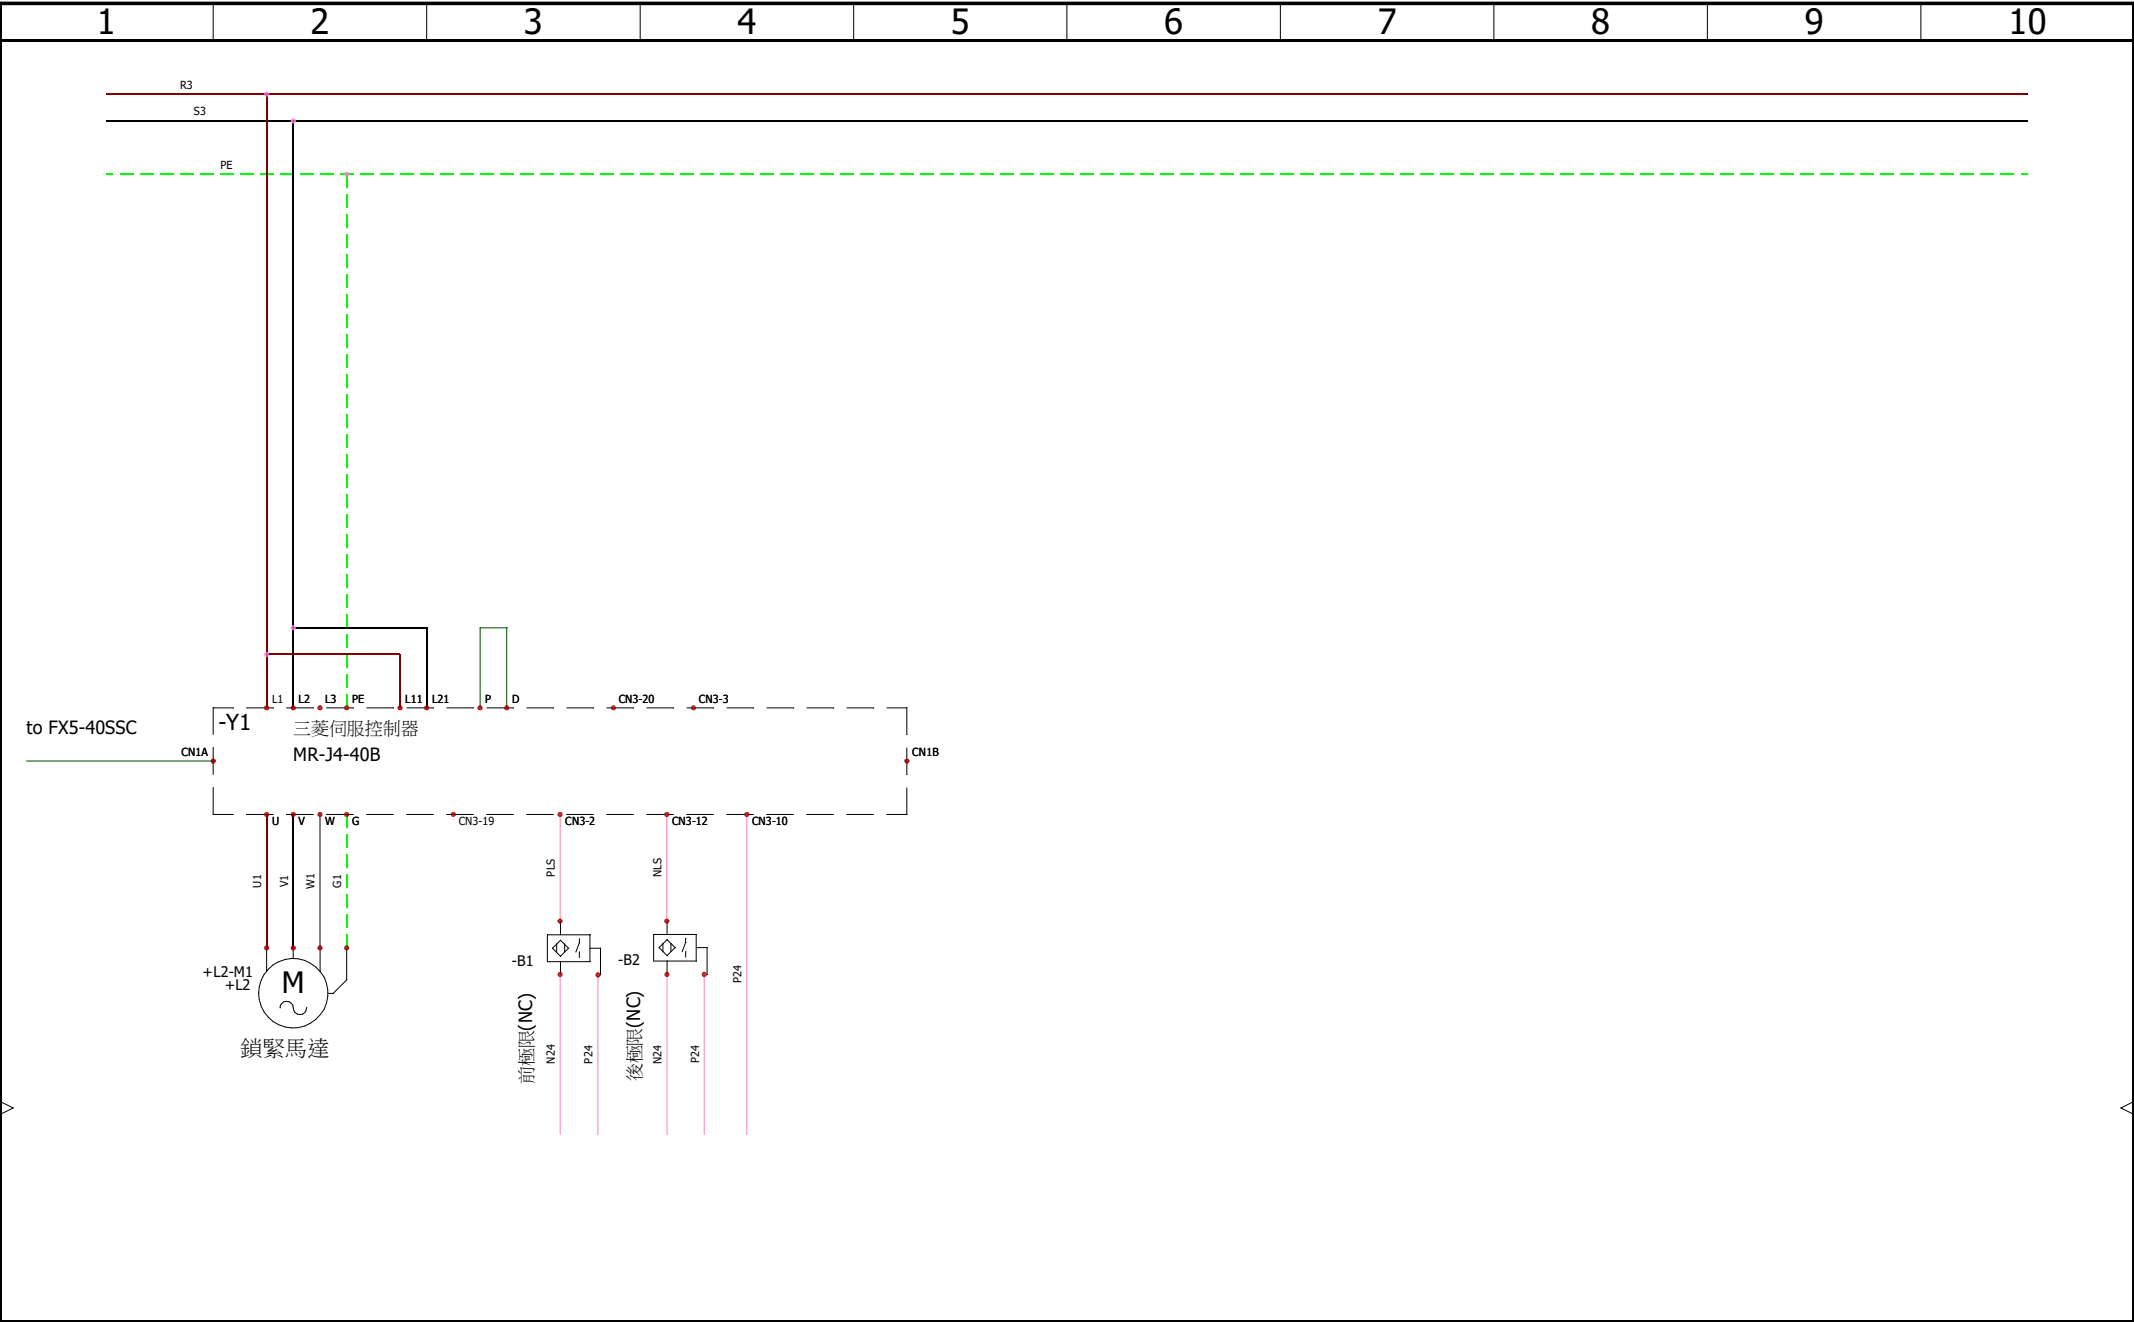 1 2 3 4 5 6 7 8 9 10
R3
S3
PE
L1 L2 L3 PE L11 L21 P D CN3-20 CN3-3
to FX5-40SSC
-Y1
三菱伺服控制器
MR-J4-40B
CN1A
CN1B
U V W G CN3-19 CN3-2 CN3-12 CN3-10
U1 V1 W1 G1 PLS NLS
-B1
-B2
P24
+L2-M1
+L2
M
鎖緊馬達
前極限(NC)
N24
P24
後極限(NC)
N24
P24